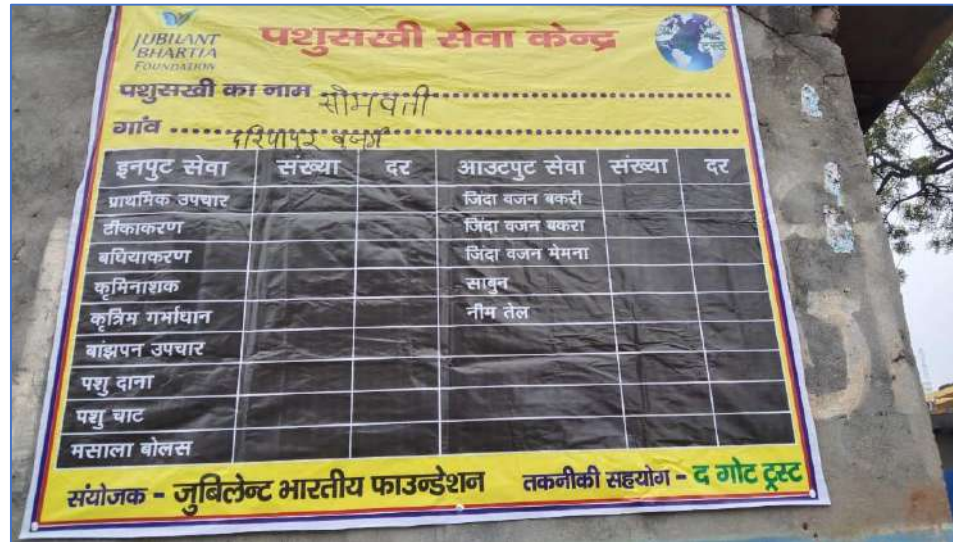 JUBILANT
BHARTIA
FOUNDATION
पशुसखी सेवा केन्द्र
पशुसखी का नाम सोमवती
गांव
इनपुट सेवा संख्या दर आउटपुट सेवा संख्या दर
प्राथमिक उपचार जिंदा वजन बकरी
टीकाकरण जिंदा वजन बकरा
बधियाकरण जिंदा वजन मेमना
कृमिनाशक साबुन
कृत्रिम गर्भाधान नीम तेल
बांझपन उपचार
पशु दाना
पशु चाट
मसाला बोलस
संयोजक - जुबिलेन्ट भारतीय फाउन्डेशन तकनीकी सहयोग - द गोट ट्रस्ट